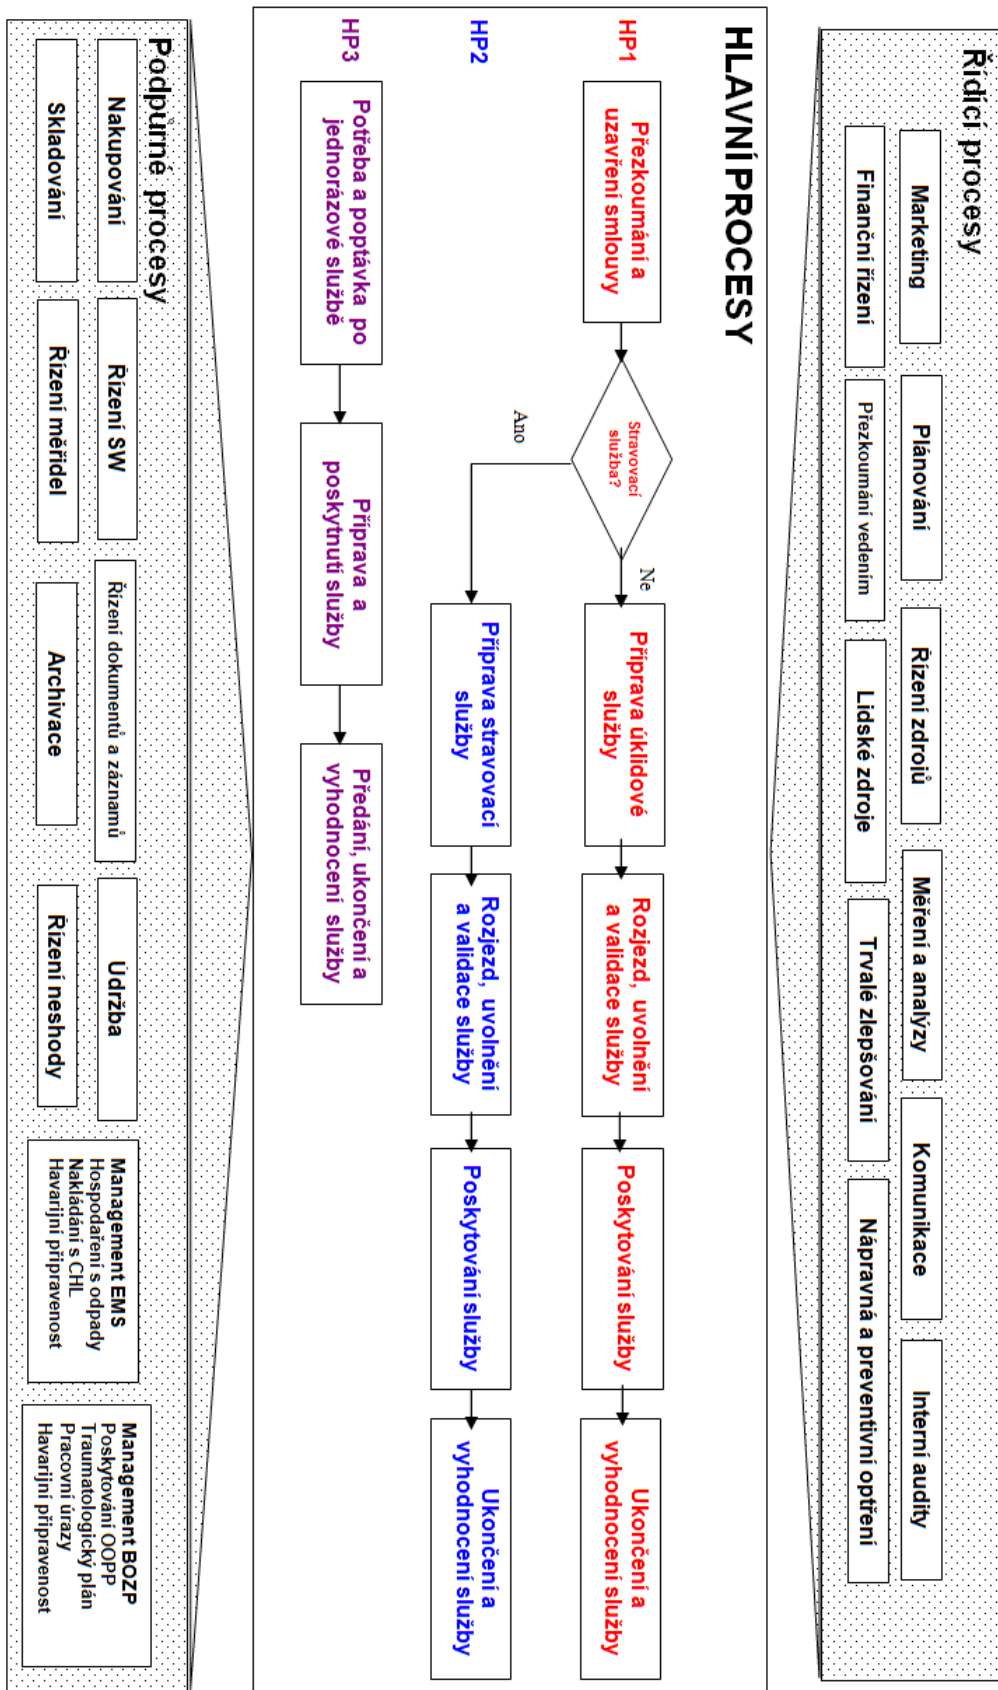 Řídící procesy
Marketing
Plánování
Řízení zdrojů
Měření a analýzy
Komunikace
Interní audity
Finanční řízení
Přezkoumání vedením
Lidské zdroje
Trvalé zlepšování
Nápravná a preventivní optření
HLAVNÍ PROCESY
HP1
Přezkoumání a
uzavření smlouvy
Stravovací
služba?
Ne
Příprava úklidové
služby
Rozjezd, uvolnění
a validace služby
Poskytování služby
Ukončení a
vyhodnocení služby
Ano
HP2
Příprava stravovací
služby
Rozjezd, uvolnění
a validace služby
Poskytování služby
Ukončení a
vyhodnocení služby
HP3
Potřeba a poptávka po
jednorázové službě
Příprava a
poskytnutí služby
Předání, ukončení a
vyhodnocení služby
Podpůrné procesy
Nakupování
Řízení SW
Řízení dokumentů a záznamů
Údržba
Skladování
Řízení měřidel
Archivace
Řízení neshody
Management EMS
Hospodaření s odpady
Nakládání s CHL
Havarijní připravenost
Management BOZP
Poskytování OOPP
Traumatologický plán
Pracovní úrazy
Havarijní připravenost